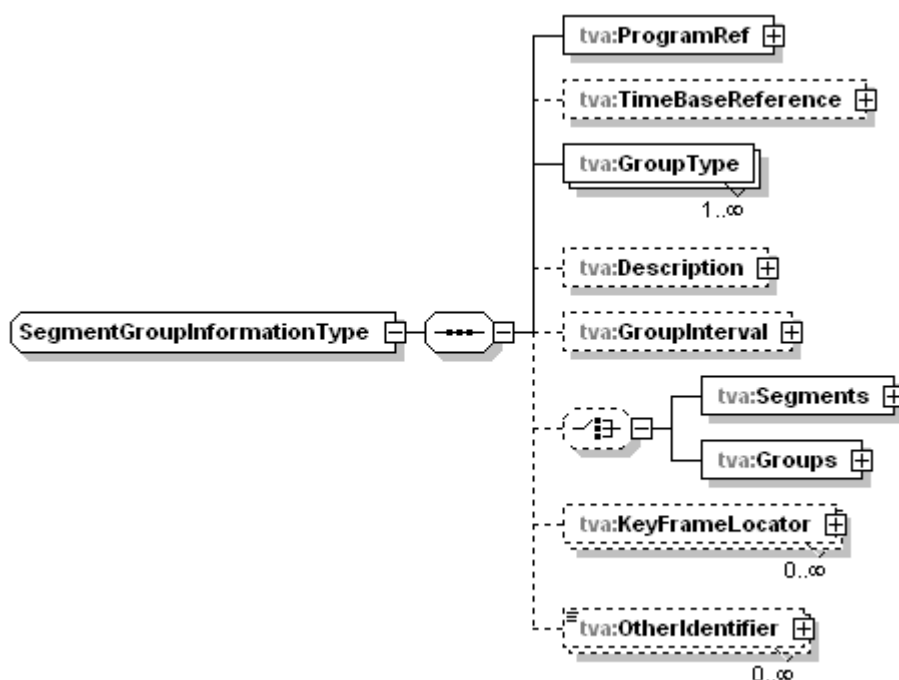 tva:ProgramRef
tva:TimeBaseReference
tva:GroupType
1..∞
tva:Description
SegmentGroupInformationType
tva:GroupInterval
tva:Segments
tva:Groups
tva:KeyFrameLocator
0..∞
tva:OtherIdentifier
0..∞